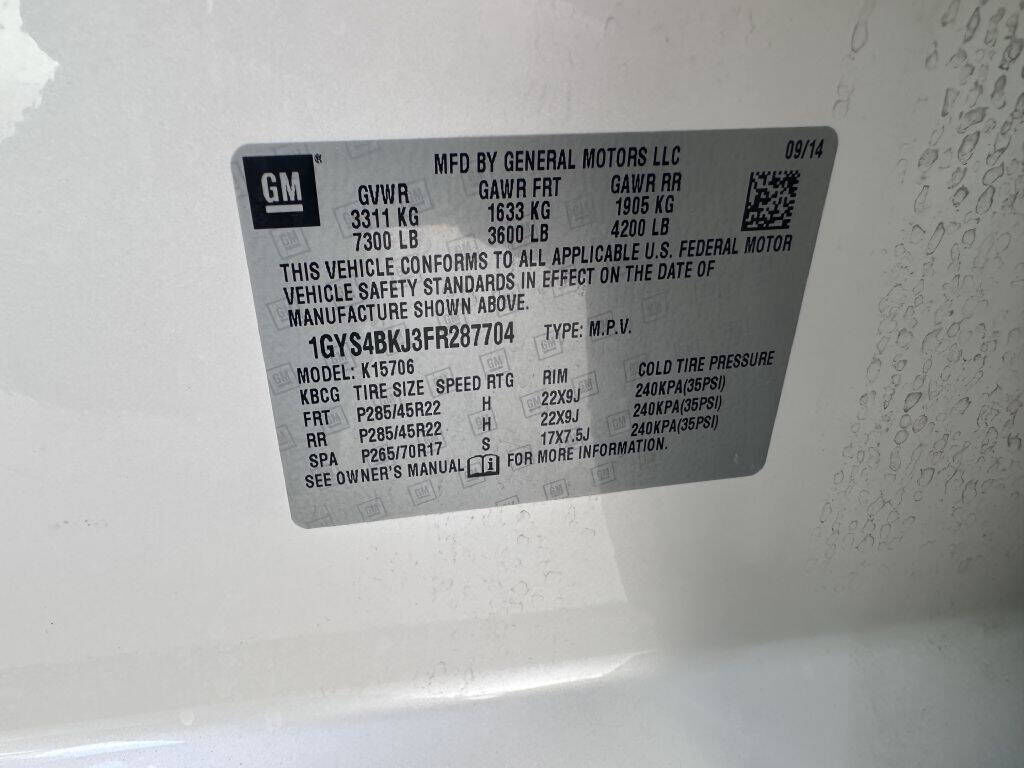 GM® MFD BY GENERAL MOTORS LLC 09/14
GVWR GAWR FRT GAWR RR
3311 KG 1633 KG 1905 KG
7300 LB 3600 LB 4200 LB
THIS VEHICLE CONFORMS TO ALL APPLICABLE U.S. FEDERAL MOTOR
VEHICLE SAFETY STANDARDS IN EFFECT ON THE DATE OF
MANUFACTURE SHOWN ABOVE.
1GYS4BKJ3FR287704 TYPE: M.P.V.
MODEL: K15706
KBCG TIRE SIZE SPEED RTG RIM COLD TIRE PRESSURE
FRT P285/45R22 H 22X9J 240KPA(35PSI)
RR P285/45R22 H 22X9J 240KPA(35PSI)
SPA P265/70R17 S 17X7.5J 240KPA(35PSI)
SEE OWNER'S MANUAL FOR MORE INFORMATION.